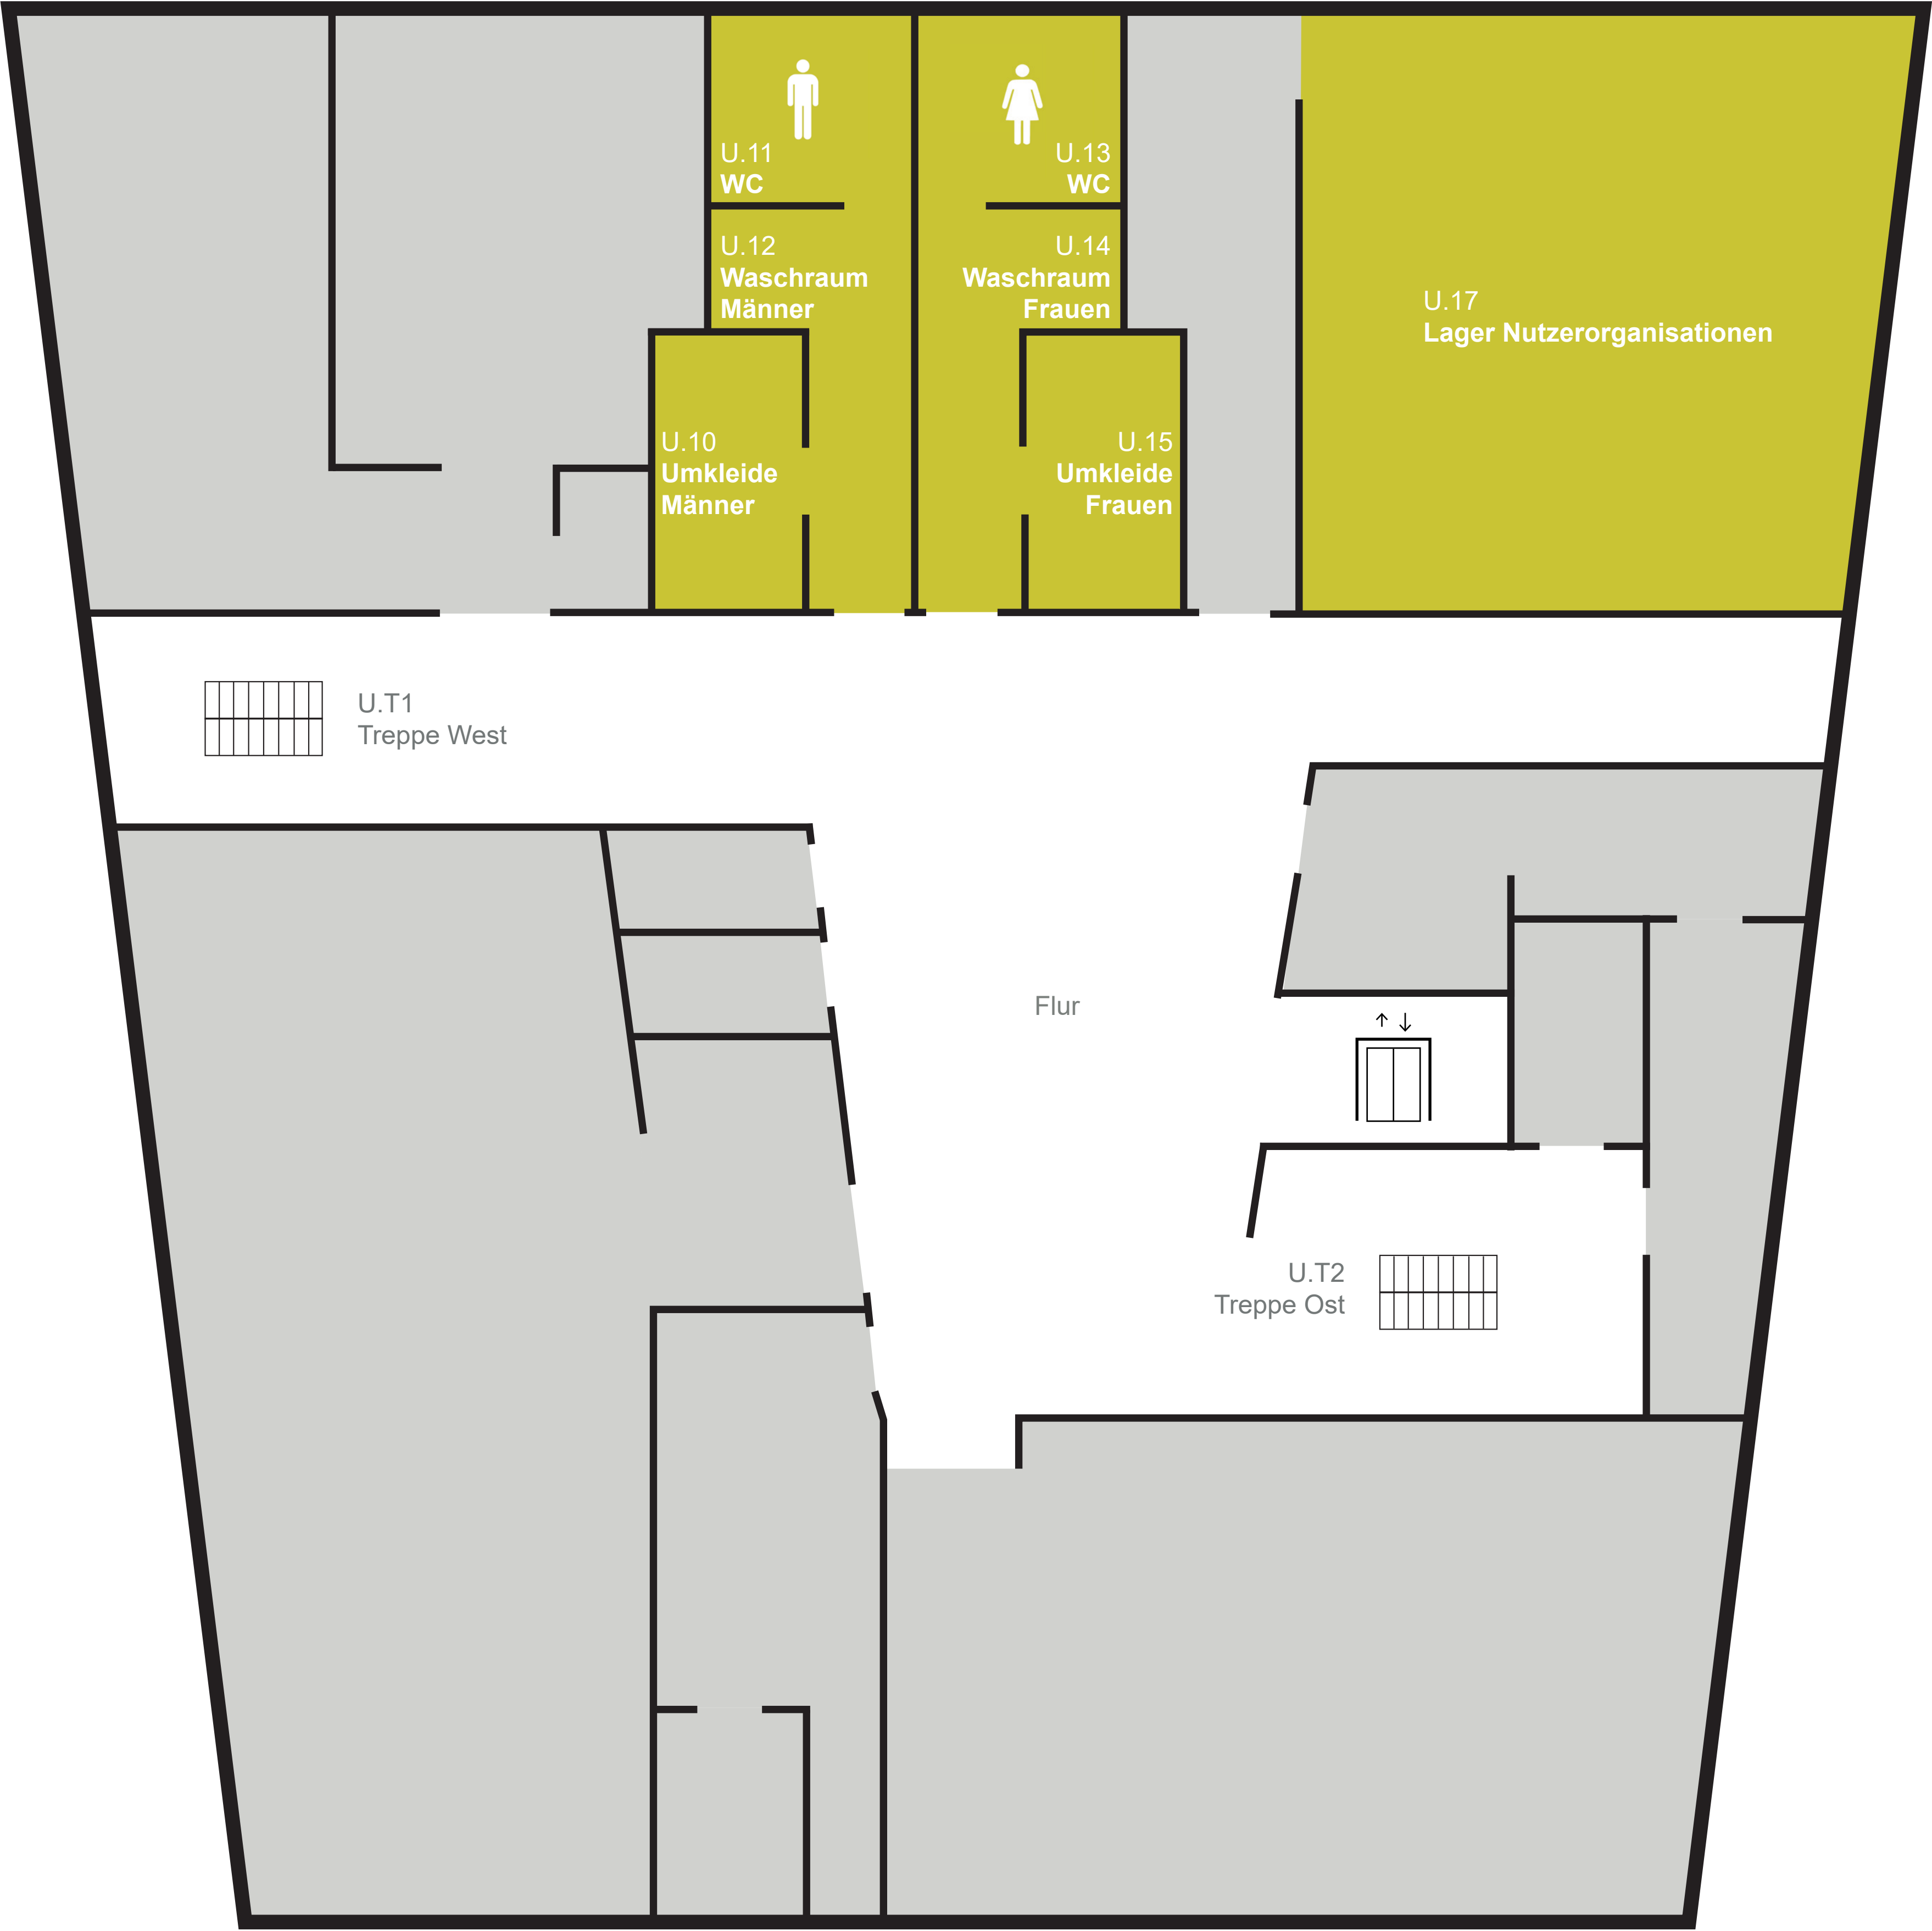 U.11
WC
U.13
WC
U.12
Waschraum
Männer
U.14
Waschraum
Frauen
U.17
Lager Nutzerorganisationen
U.10
Umkleide
Männer
U.15
Umkleide
Frauen
U.T1
Treppe West
Flur
U.T2
Treppe Ost